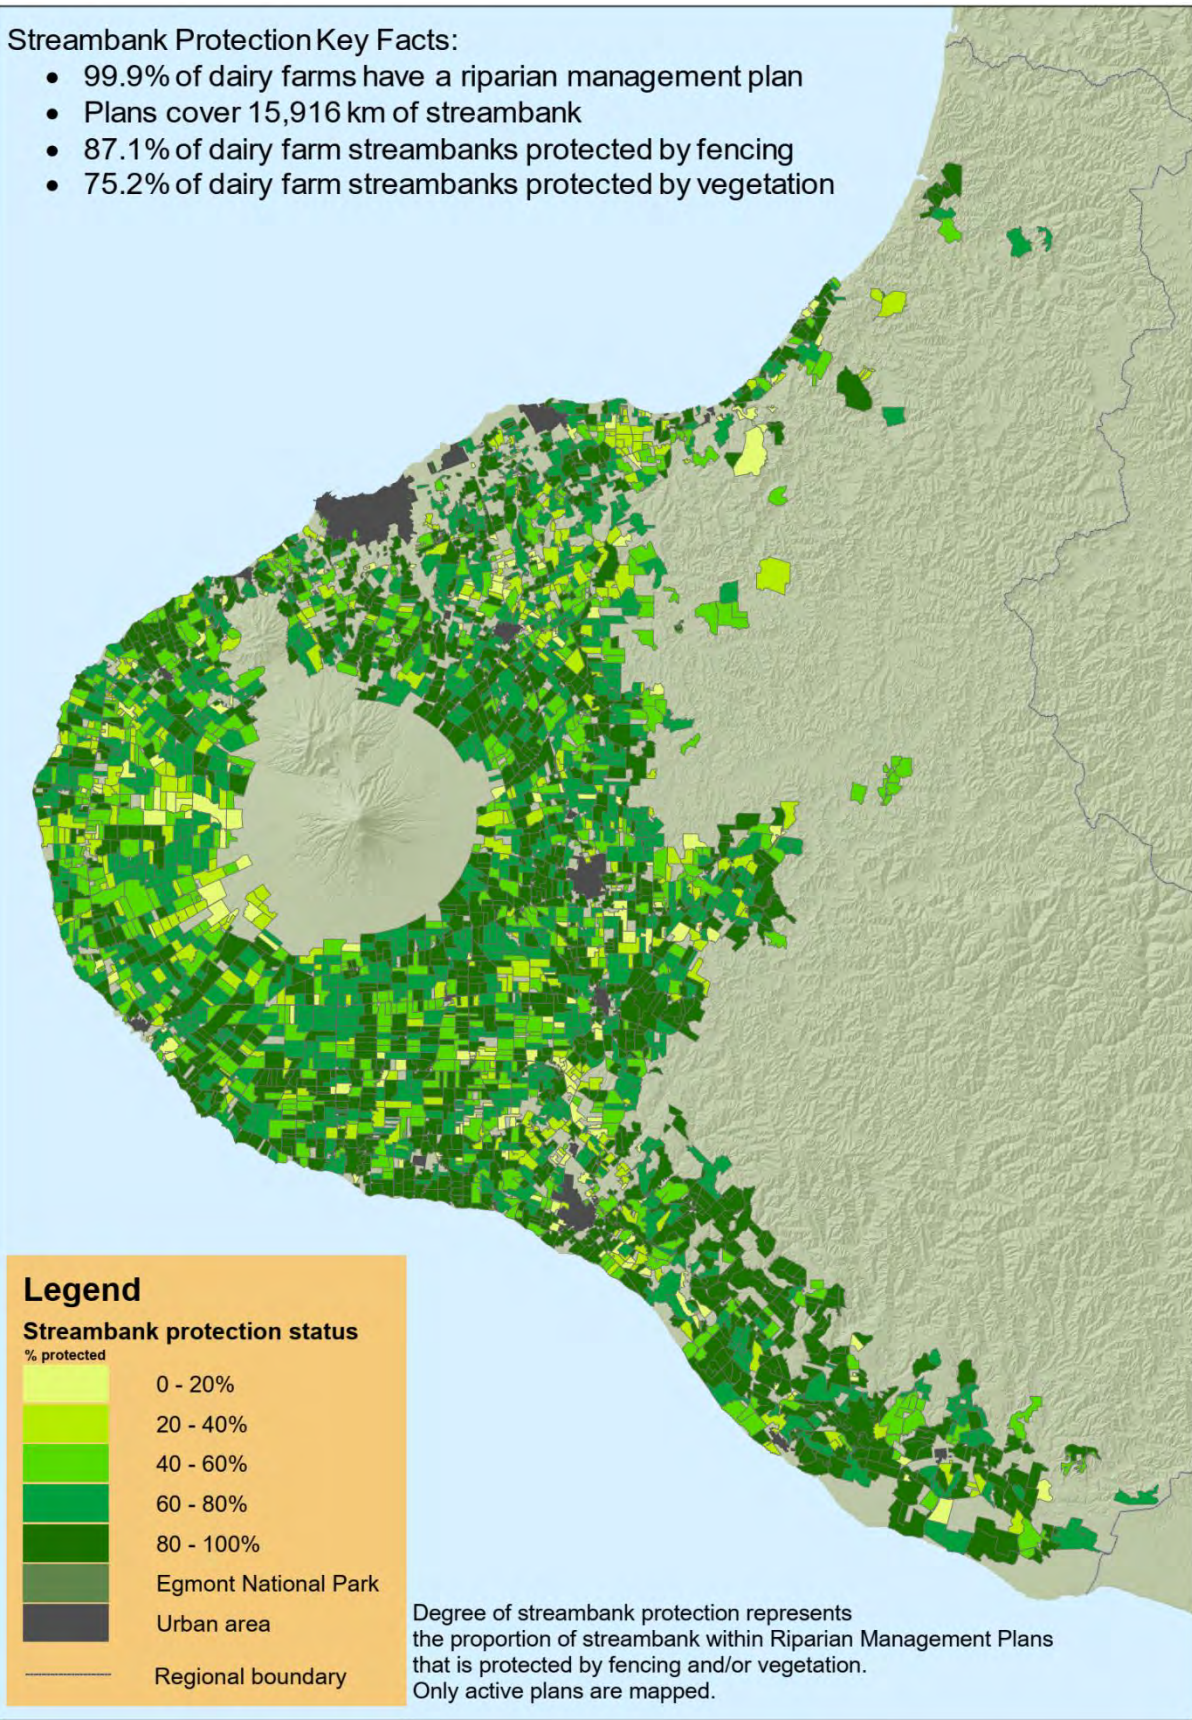 Streambank Protection Key Facts:
• 99.9% of dairy farms have a riparian management plan
• Plans cover 15,916 km of streambank
• 87.1% of dairy farm streambanks protected by fencing
• 75.2% of dairy farm streambanks protected by vegetation
Legend
Streambank protection status
% protected
0 - 20%
20 - 40%
40 - 60%
60 - 80%
80 - 100%
Egmont National Park
Urban area
Regional boundary
Degree of streambank protection represents
the proportion of streambank within Riparian Management Plans
that is protected by fencing and/or vegetation.
Only active plans are mapped.